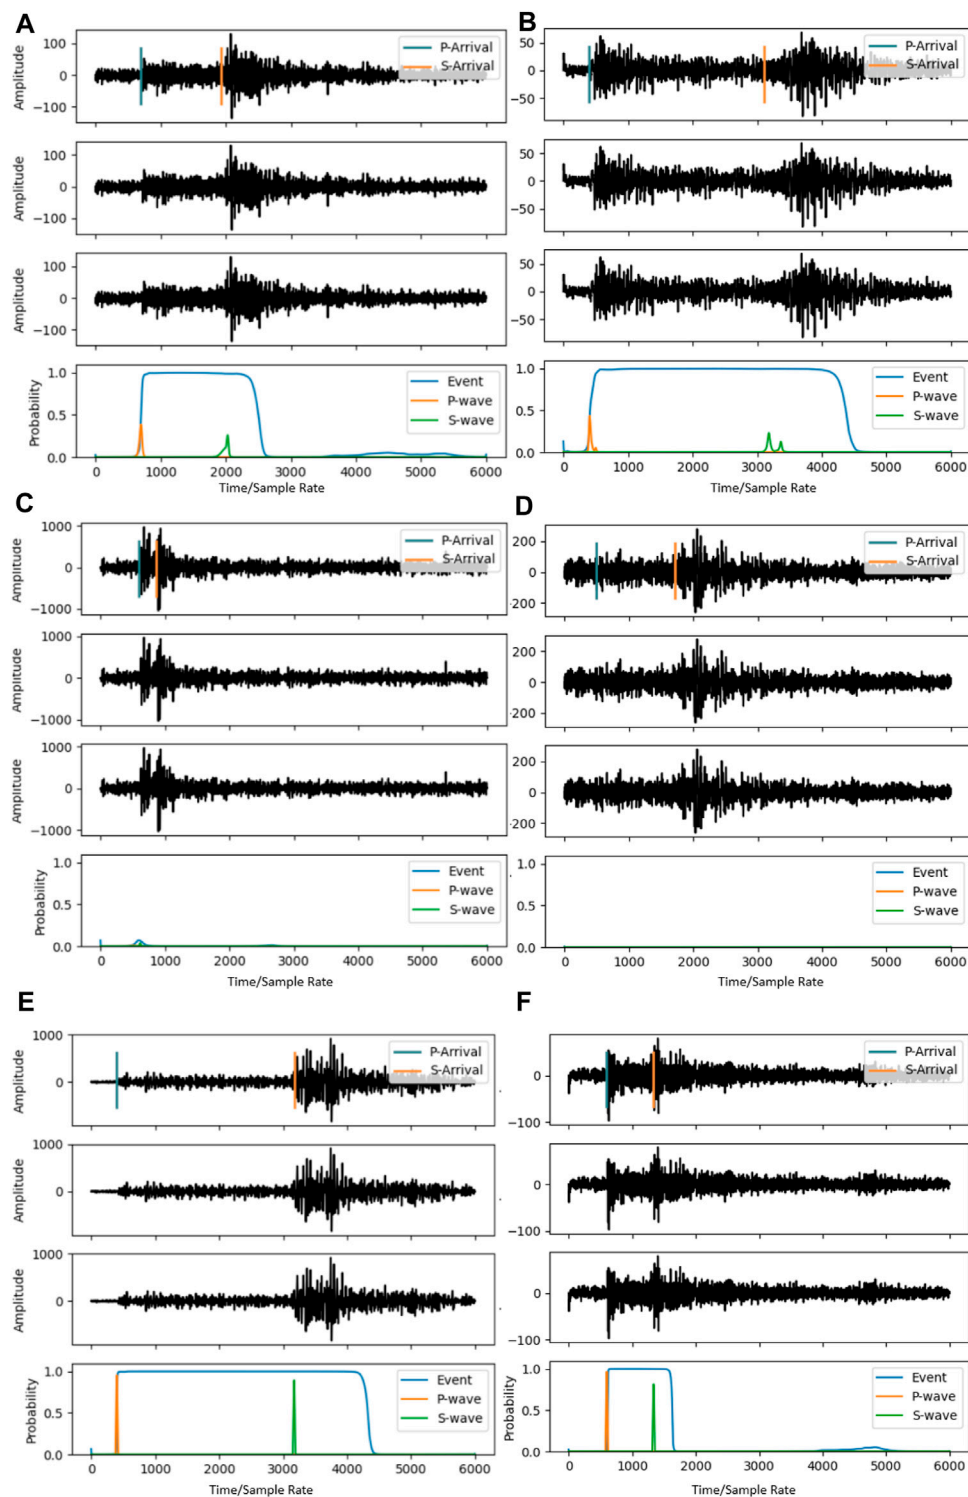 A
Amplitude
100
0
−100
P-Arrival
S-Arrival
Amplitude
100
0
−100
Amplitude
100
0
−100
Probability
1.0
0.5
0.0
Event
P-wave
S-wave
0 1000 2000 3000 4000 5000 6000
Time/Sample Rate
B
50
0
−50
P-Arrival
S-Arrival
50
0
−50
50
0
−50
1.0
0.5
0.0
Event
P-wave
S-wave
0 1000 2000 3000 4000 5000 6000
Time/Sample Rate
C
Amplitude
1000
0
−1000
P-Arrival
S-Arrival
Amplitude
1000
0
−1000
Amplitude
1000
0
−1000
Probability
1.0
0.5
0.0
Event
P-wave
S-wave
0 1000 2000 3000 4000 5000 6000
Time/Sample Rate
D
200
0
-200
P-Arrival
S-Arrival
200
0
-200
200
0
-200
1.0
0.5
0.0
Event
P-wave
S-wave
0 1000 2000 3000 4000 5000 6000
Time/Sample Rate
E
Amplitude
1000
0
P-Arrival
S-Arrival
Amplitude
1000
0
Amplitude
1000
0
Probability
1.0
0.5
0.0
Event
P-wave
S-wave
0 1000 2000 3000 4000 5000 6000
Time/Sample Rate
F
0
−100
P-Arrival
S-Arrival
0
−100
0
−100
Probability
1.0
0.5
0.0
Event
P-wave
S-wave
0 1000 2000 3000 4000 5000 6000
Time/Sample Rate